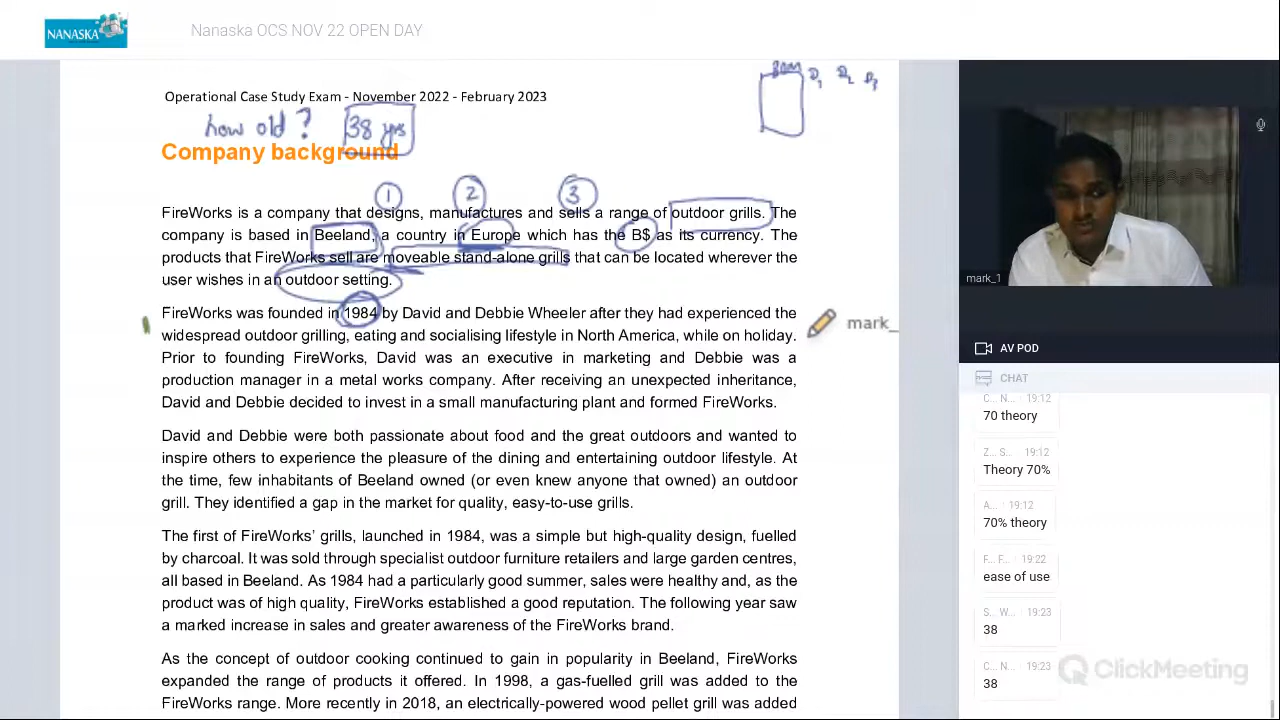 NANASKA
Nanaska OCS NOV 22 OPEN DAY
Operational Case Study Exam - November 2022 - February 2023
how old? 38 yrs
Company background
1 2 3
FireWorks is a company that designs, manufactures and sells a range of outdoor grills. The
company is based in Beeland, a country in Europe which has the B$ as its currency. The
products that FireWorks sell are moveable stand-alone grills that can be located wherever the
user wishes in an outdoor setting.
FireWorks was founded in 1984 by David and Debbie Wheeler after they had experienced the
widespread outdoor grilling, eating and socialising lifestyle in North America, while on holiday.
Prior to founding FireWorks, David was an executive in marketing and Debbie was a
production manager in a metal works company. After receiving an unexpected inheritance,
David and Debbie decided to invest in a small manufacturing plant and formed FireWorks.
David and Debbie were both passionate about food and the great outdoors and wanted to
inspire others to experience the pleasure of the dining and entertaining outdoor lifestyle. At
the time, few inhabitants of Beeland owned (or even knew anyone that owned) an outdoor
grill. They identified a gap in the market for quality, easy-to-use grills.
The first of FireWorks' grills, launched in 1984, was a simple but high-quality design, fuelled
by charcoal. It was sold through specialist outdoor furniture retailers and large garden centres,
all based in Beeland. As 1984 had a particularly good summer, sales were healthy and, as the
product was of high quality, FireWorks established a good reputation. The following year saw
a marked increase in sales and greater awareness of the FireWorks brand.
As the concept of outdoor cooking continued to gain in popularity in Beeland, FireWorks
expanded the range of products it offered. In 1998, a gas-fuelled grill was added to the
FireWorks range. More recently in 2018, an electrically-powered wood pellet grill was added
mark_
mark_1
AV POD
CHAT
C... N... 19:12
70 theory
Z... S... 19:12
Theory 70%
A... 19:12
70% theory
F... F... 19:22
ease of use
S... W... 19:23
38
C... N... 19:23
38
ClickMeeting